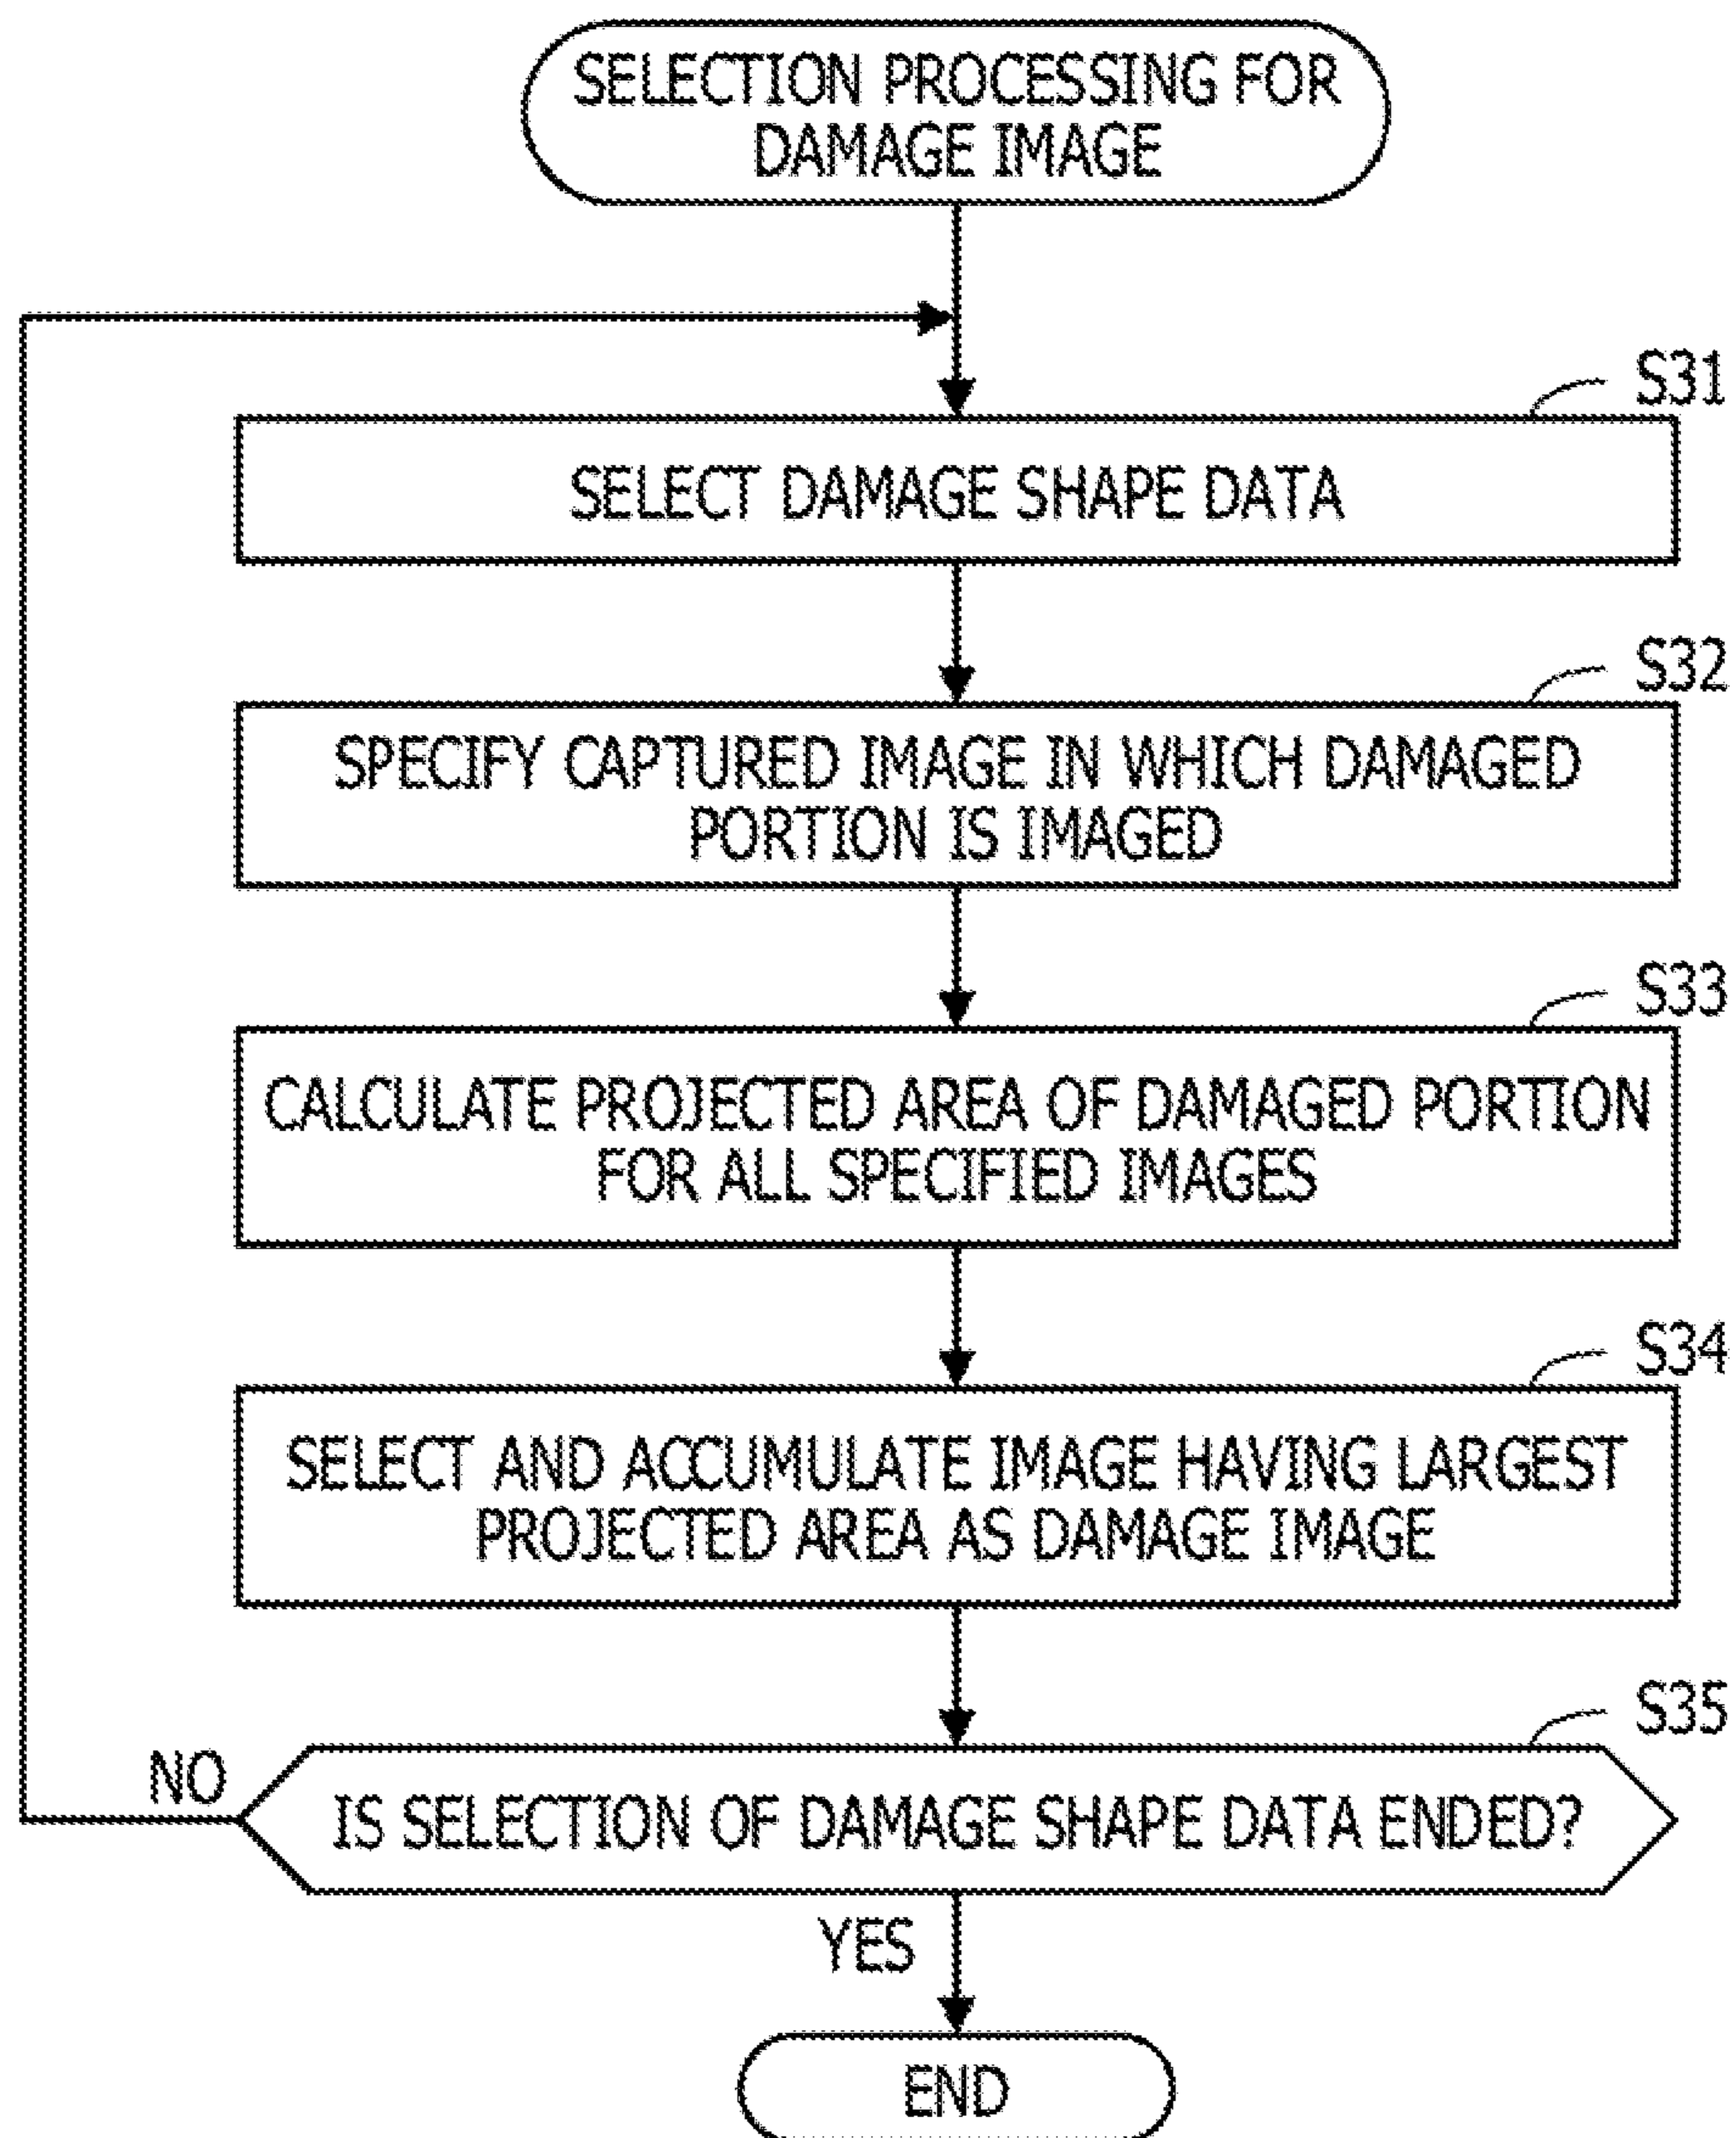 SELECTION PROCESSING FOR
DAMAGE IMAGE
S31
SELECT DAMAGE SHAPE DATA
S32
SPECIFY CAPTURED IMAGE IN WHICH DAMAGED
PORTION IS IMAGED
S33
CALCULATE PROJECTED AREA OF DAMAGED PORTION
FOR ALL SPECIFIED IMAGES
S34
SELECT AND ACCUMULATE IMAGE HAVING LARGEST
PROJECTED AREA AS DAMAGE IMAGE
S35
NO
IS SELECTION OF DAMAGE SHAPE DATA ENDED?
YES
END